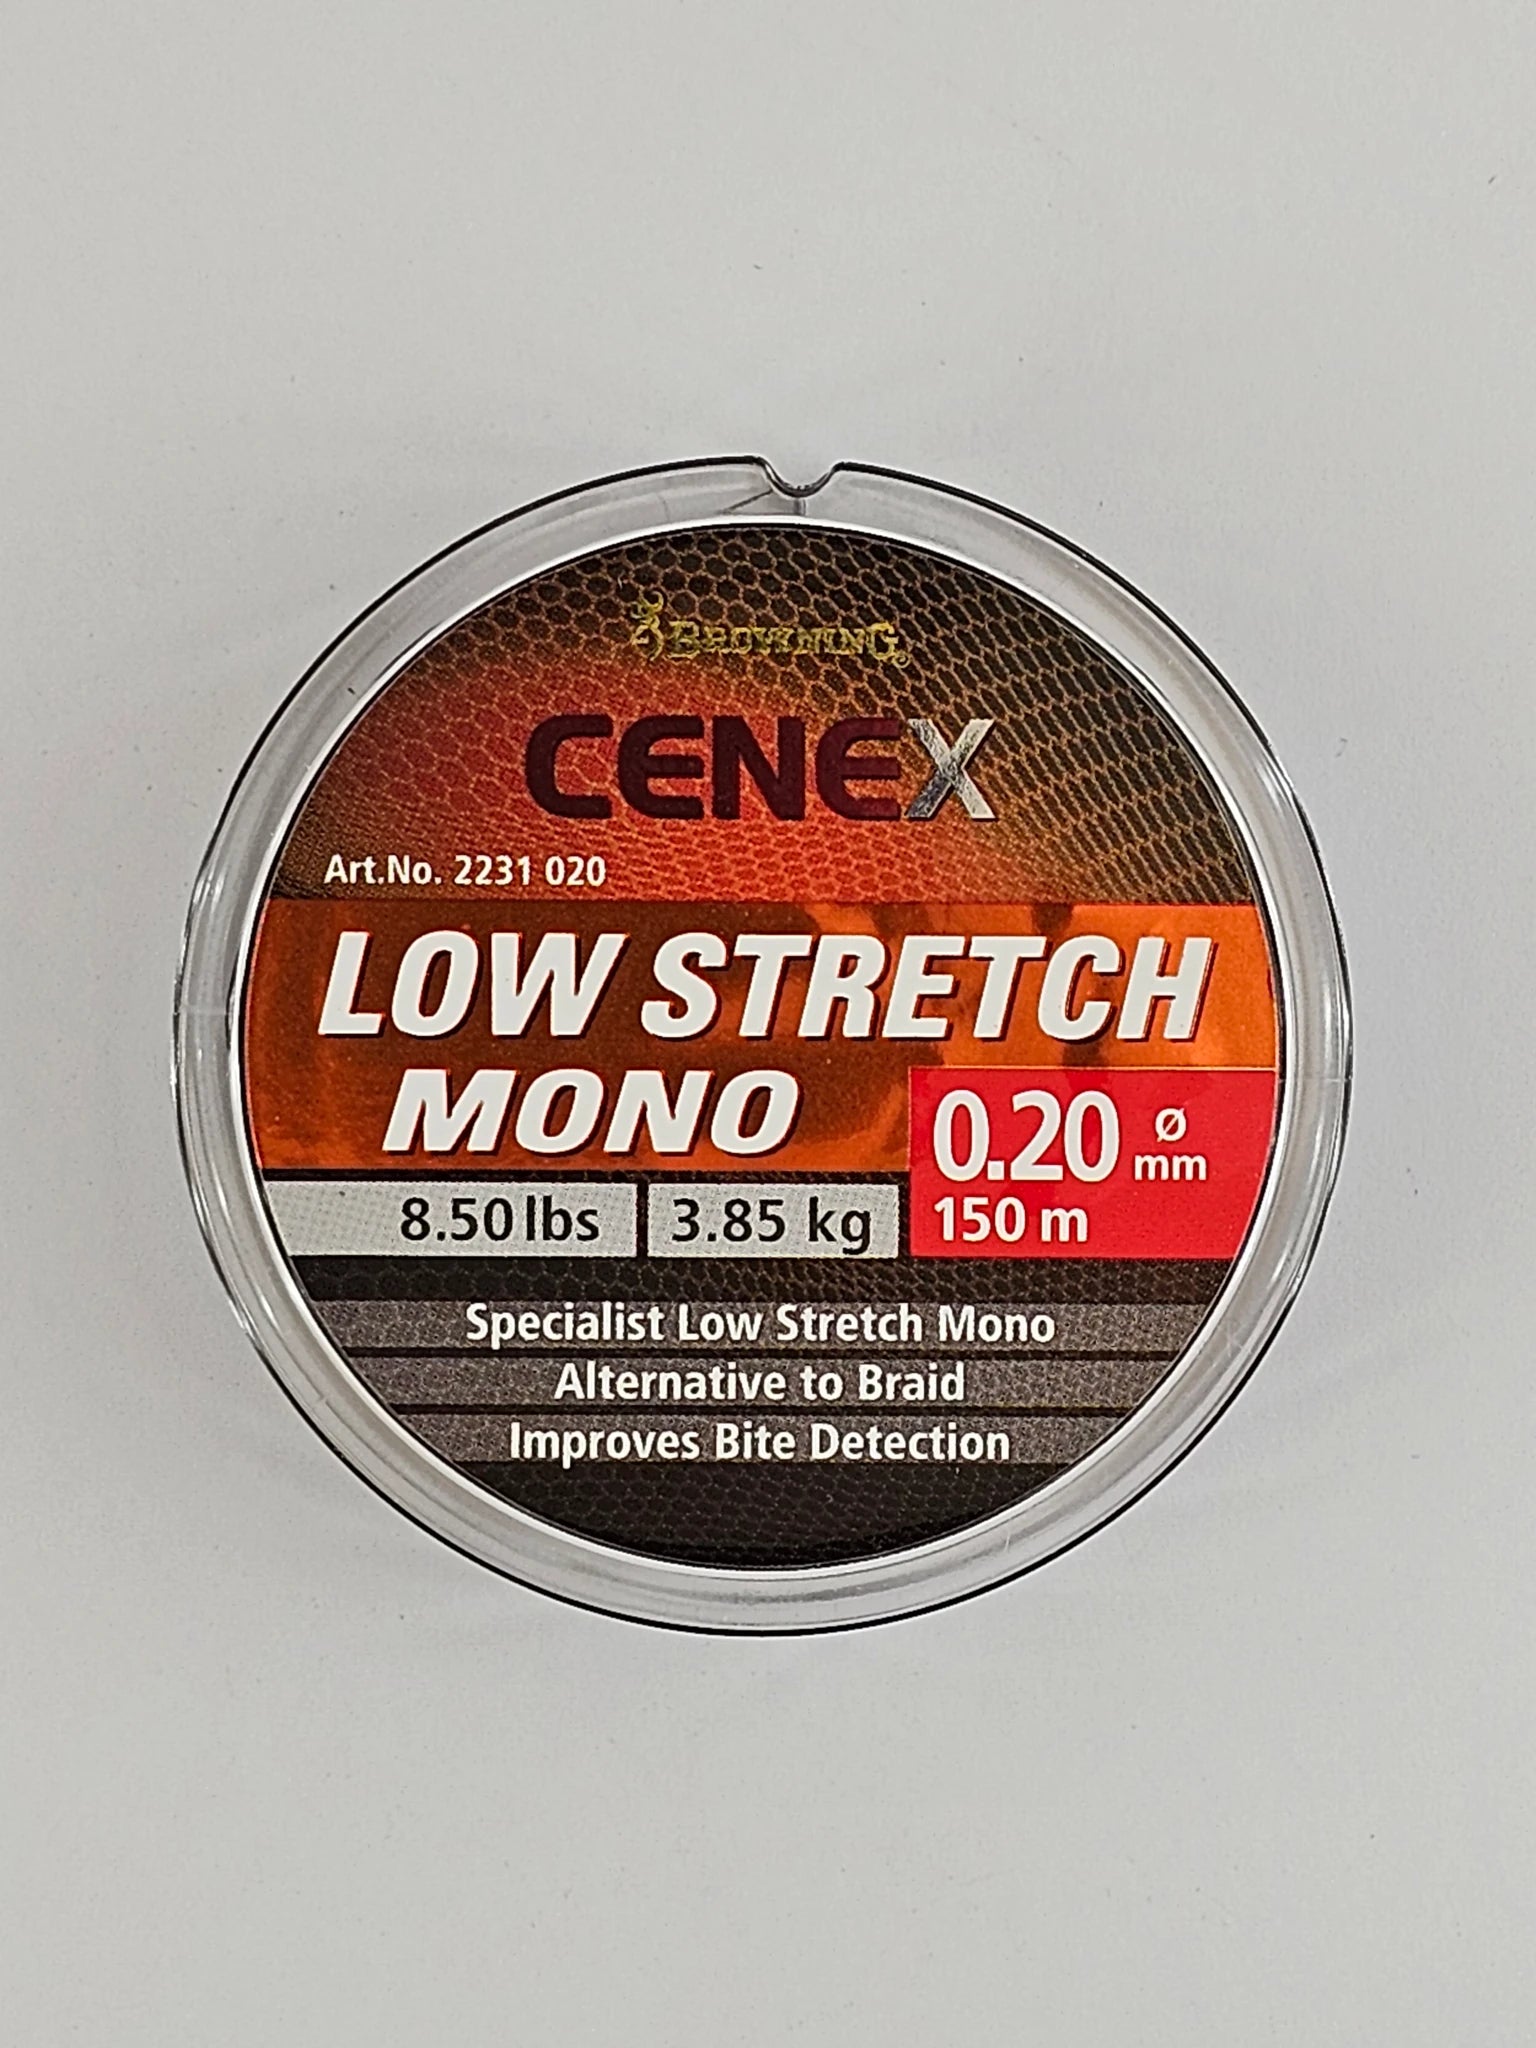 BROWNING
CENEX
Art.No. 2231 020
LOW STRETCH
MONO
0.20 ø mm
8.50 lbs 3.85 kg 150 m
Specialist Low Stretch Mono
Alternative to Braid
Improves Bite Detection